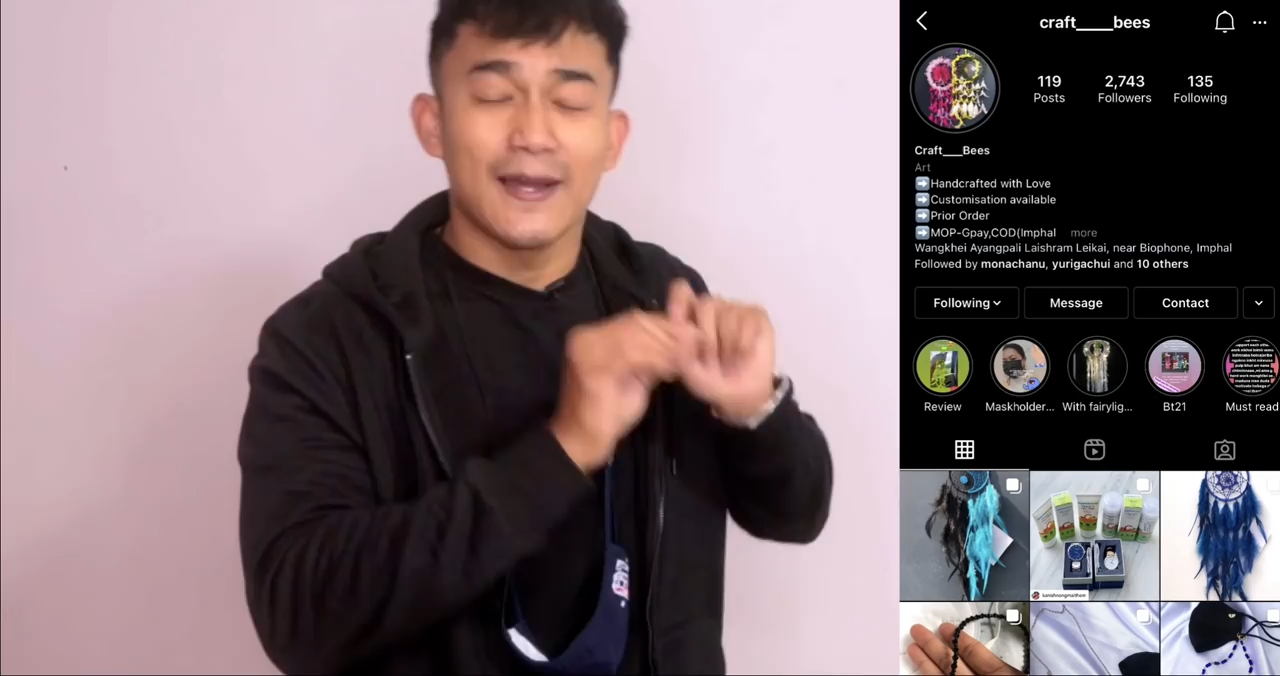 craft____bees
119
Posts
2,743
Followers
135
Following
Craft___Bees
Art
➡Handcrafted with Love
➡Customisation available
➡Prior Order
➡MOP-Gpay,COD(Imphal more
Wangkhei Ayangpali Laishram Leikai, near Biophone, Imphal
Followed by monachanu, yurigachui and 10 others
Following
Message
Contact
Review
Maskholder...
With fairylig...
Bt21
Must read